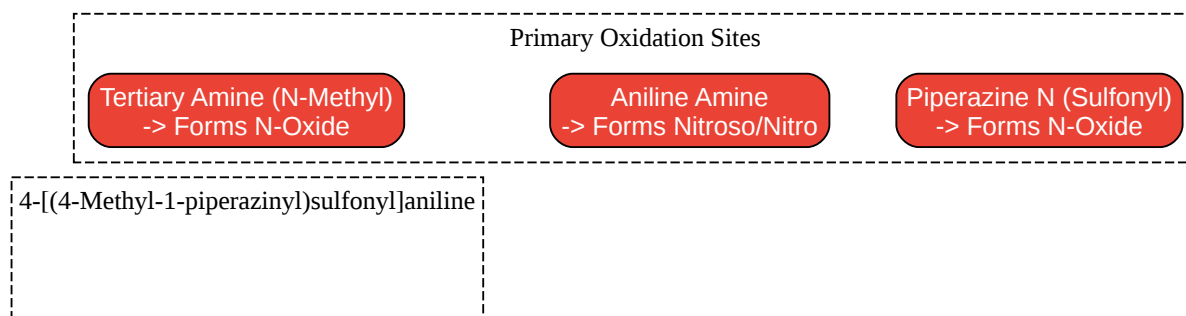 Primary Oxidation Sites
Tertiary Amine (N-Methyl)
-> Forms N-Oxide
Aniline Amine
-> Forms Nitroso/Nitro
Piperazine N (Sulfonyl)
-> Forms N-Oxide
4-[(4-Methyl-1-piperazinyl)sulfonyl]aniline